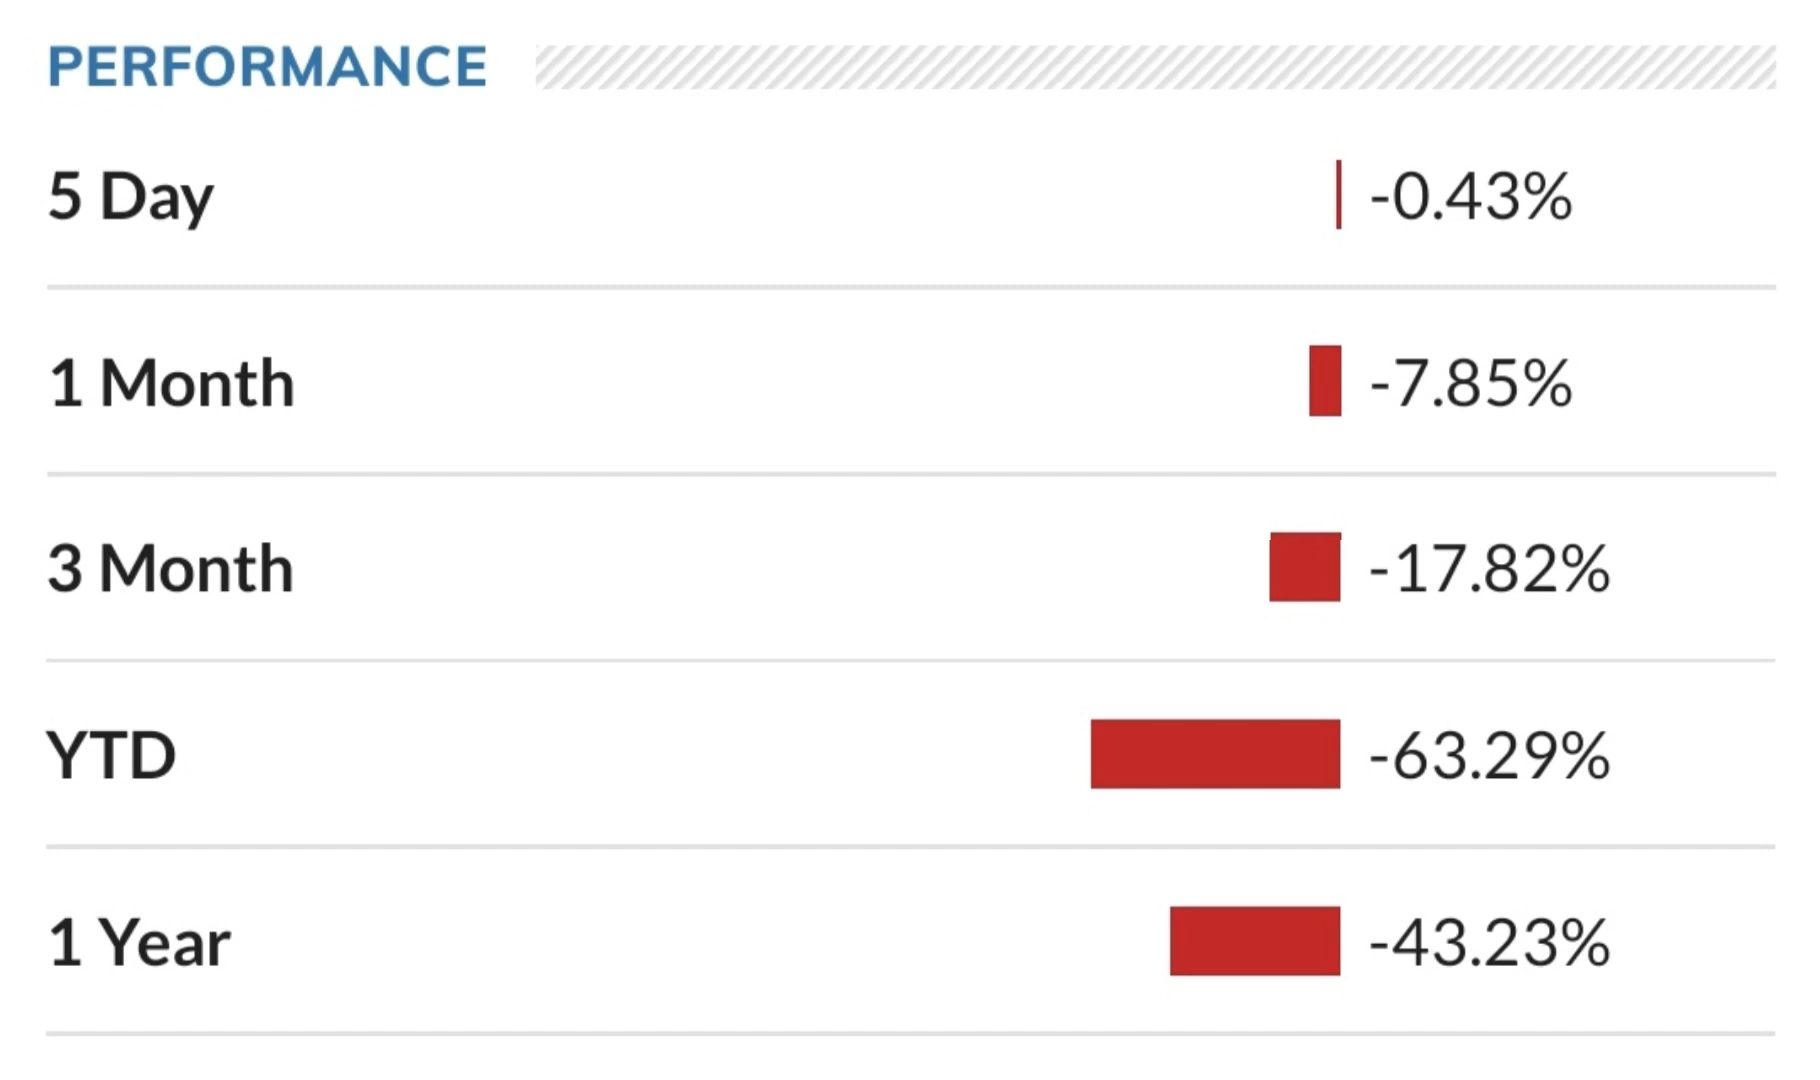 PERFORMANCE
5 Day -0.43%
1 Month -7.85%
3 Month -17.82%
YTD -63.29%
1 Year -43.23%